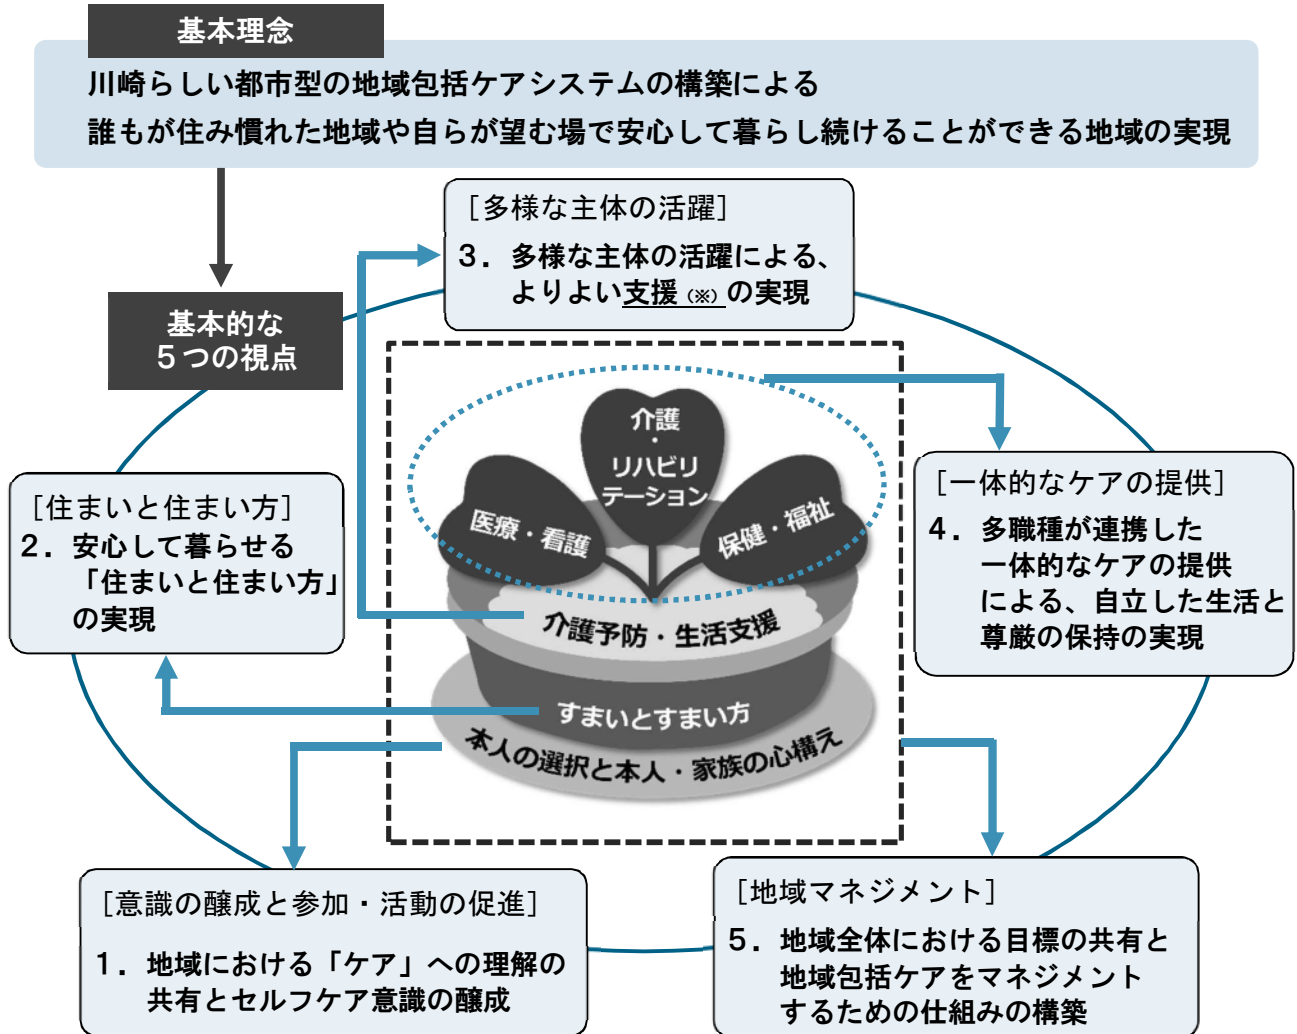 基本理念
川崎らしい都市型の地域包括ケアシステムの構築による
誰もが住み慣れた地域や自らが望む場で安心して暮らし続けることができる地域の実現
基本的な
５つの視点
［多様な主体の活躍］
３．多様な主体の活躍による、
よりよい支援（※）の実現
［住まいと住まい方］
２．安心して暮らせる
「住まいと住まい方」
の実現
介護
・
リハビリ
テーション
医療・看護
保健・福祉
介護予防・生活支援
すまいとすまい方
本人の選択と本人・家族の心構え
［一体的なケアの提供］
４．多職種が連携した
一体的なケアの提供
による、自立した生活と
尊厳の保持の実現
［意識の醸成と参加・活動の促進］
１．地域における「ケア」への理解の
共有とセルフケア意識の醸成
［地域マネジメント］
５．地域全体における目標の共有と
地域包括ケアをマネジメント
するための仕組みの構築